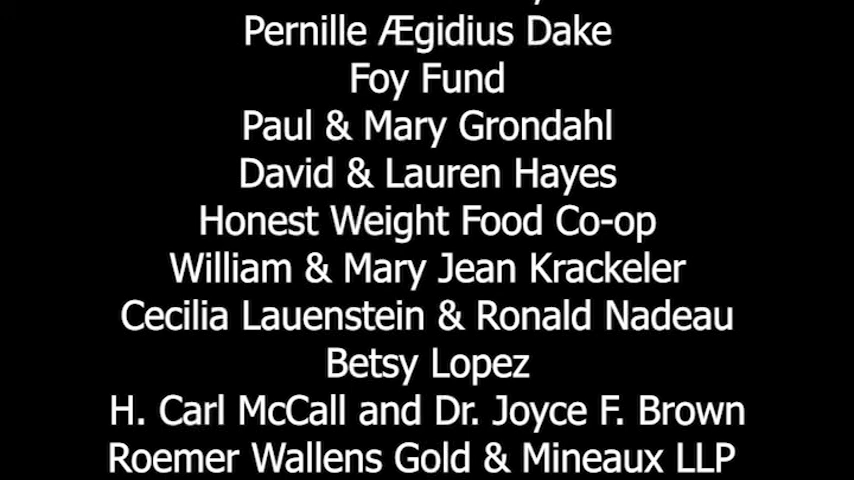 Pernille Ægidius Dake
Foy Fund
Paul & Mary Grondahl
David & Lauren Hayes
Honest Weight Food Co-op
William & Mary Jean Krackeler
Cecilia Lauenstein & Ronald Nadeau
Betsy Lopez
H. Carl McCall and Dr. Joyce F. Brown
Roemer Wallens Gold & Mineaux LLP